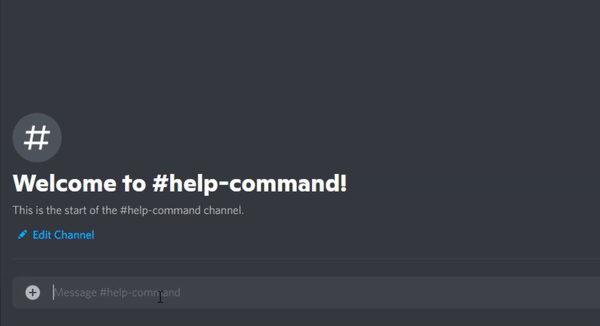 #
Welcome to #help-command!
This is the start of the #help-command channel.
Edit Channel
Message #help-command